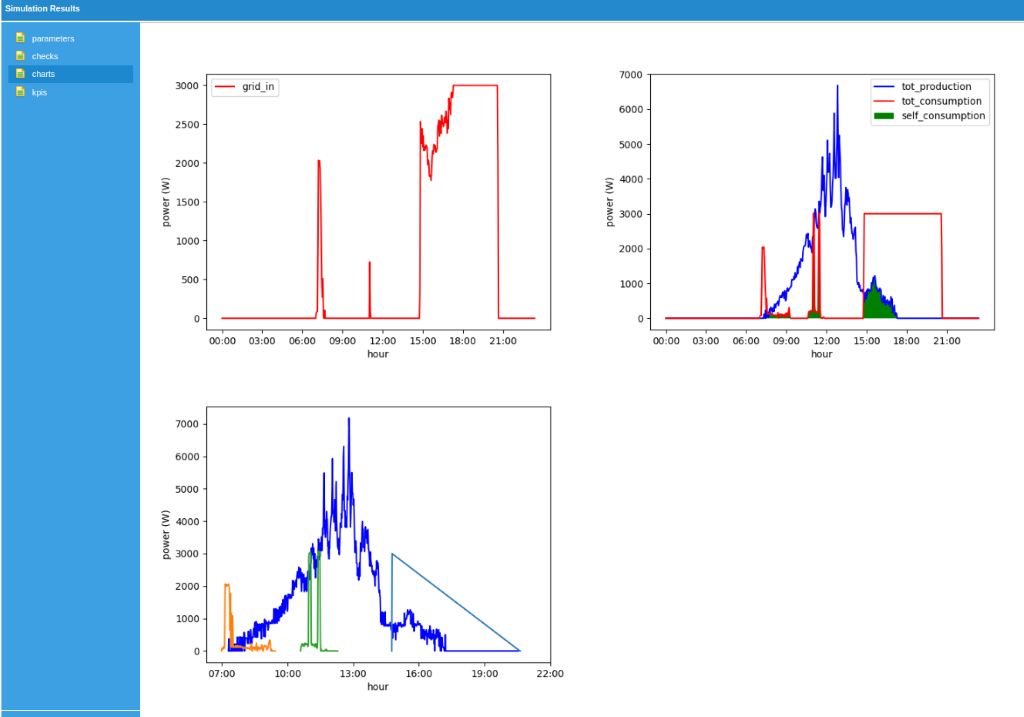 Simulation Results
parameters
checks
charts
kpis
grid_in
3000
2500
2000
1500
1000
500
0
power (W)
00:00 03:00 06:00 09:00 12:00 15:00 18:00 21:00
hour
tot_production
tot_consumption
self_consumption
7000
6000
5000
4000
3000
2000
1000
0
power (W)
00:00 03:00 06:00 09:00 12:00 15:00 18:00 21:00
hour
7000
6000
5000
4000
3000
2000
1000
0
power (W)
07:00 10:00 13:00 16:00 19:00 22:00
hour